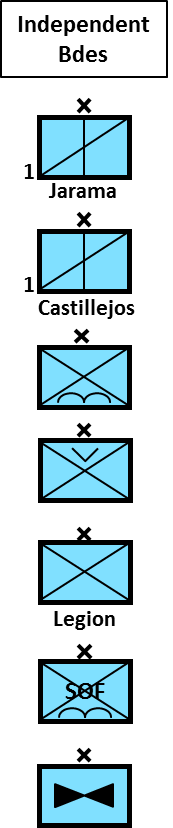 Independent
Bdes
1
Jarama
1
Castillejos
Legion
SOF